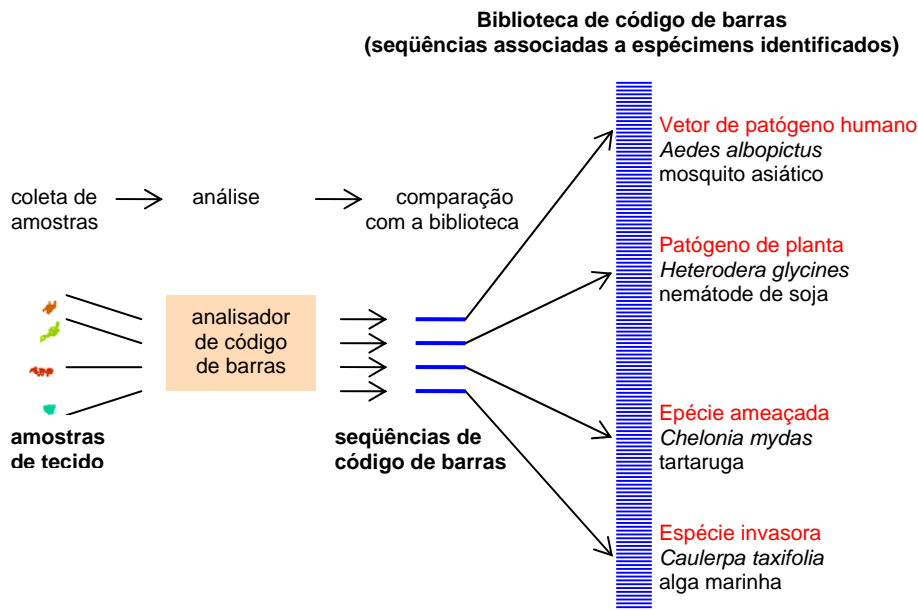 Biblioteca de código de barras
(seqüências associadas a espécimens identificados)
coleta de
amostras
análise
comparação
com a biblioteca
analisador
de código
de barras
amostras
de tecido
seqüências de
código de barras
Vetor de patógeno humano
Aedes albopictus
mosquito asiático
Patógeno de planta
Heterodera glycines
nemátode de soja
Epécie ameaçada
Chelonia mydas
tartaruga
Espécie invasora
Caulerpa taxifolia
alga marinha